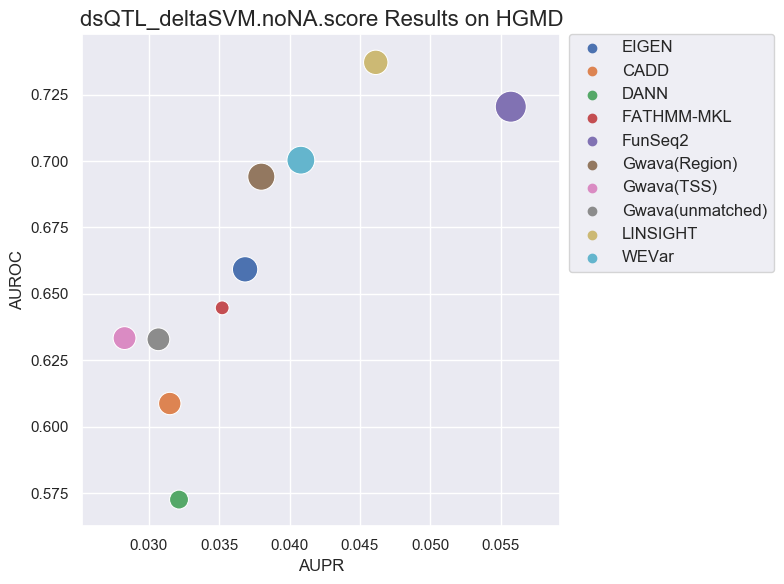 dsQTL_deltaSVM.noNA.score Results on HGMD
EIGEN
CADD
DANN
FATHMM-MKL
FunSeq2
Gwava(Region)
Gwava(TSS)
Gwava(unmatched)
LINSIGHT
WEVar
AUROC
0.725
0.700
0.675
0.650
0.625
0.600
0.575
0.030 0.035 0.040 0.045 0.050 0.055
AUPR